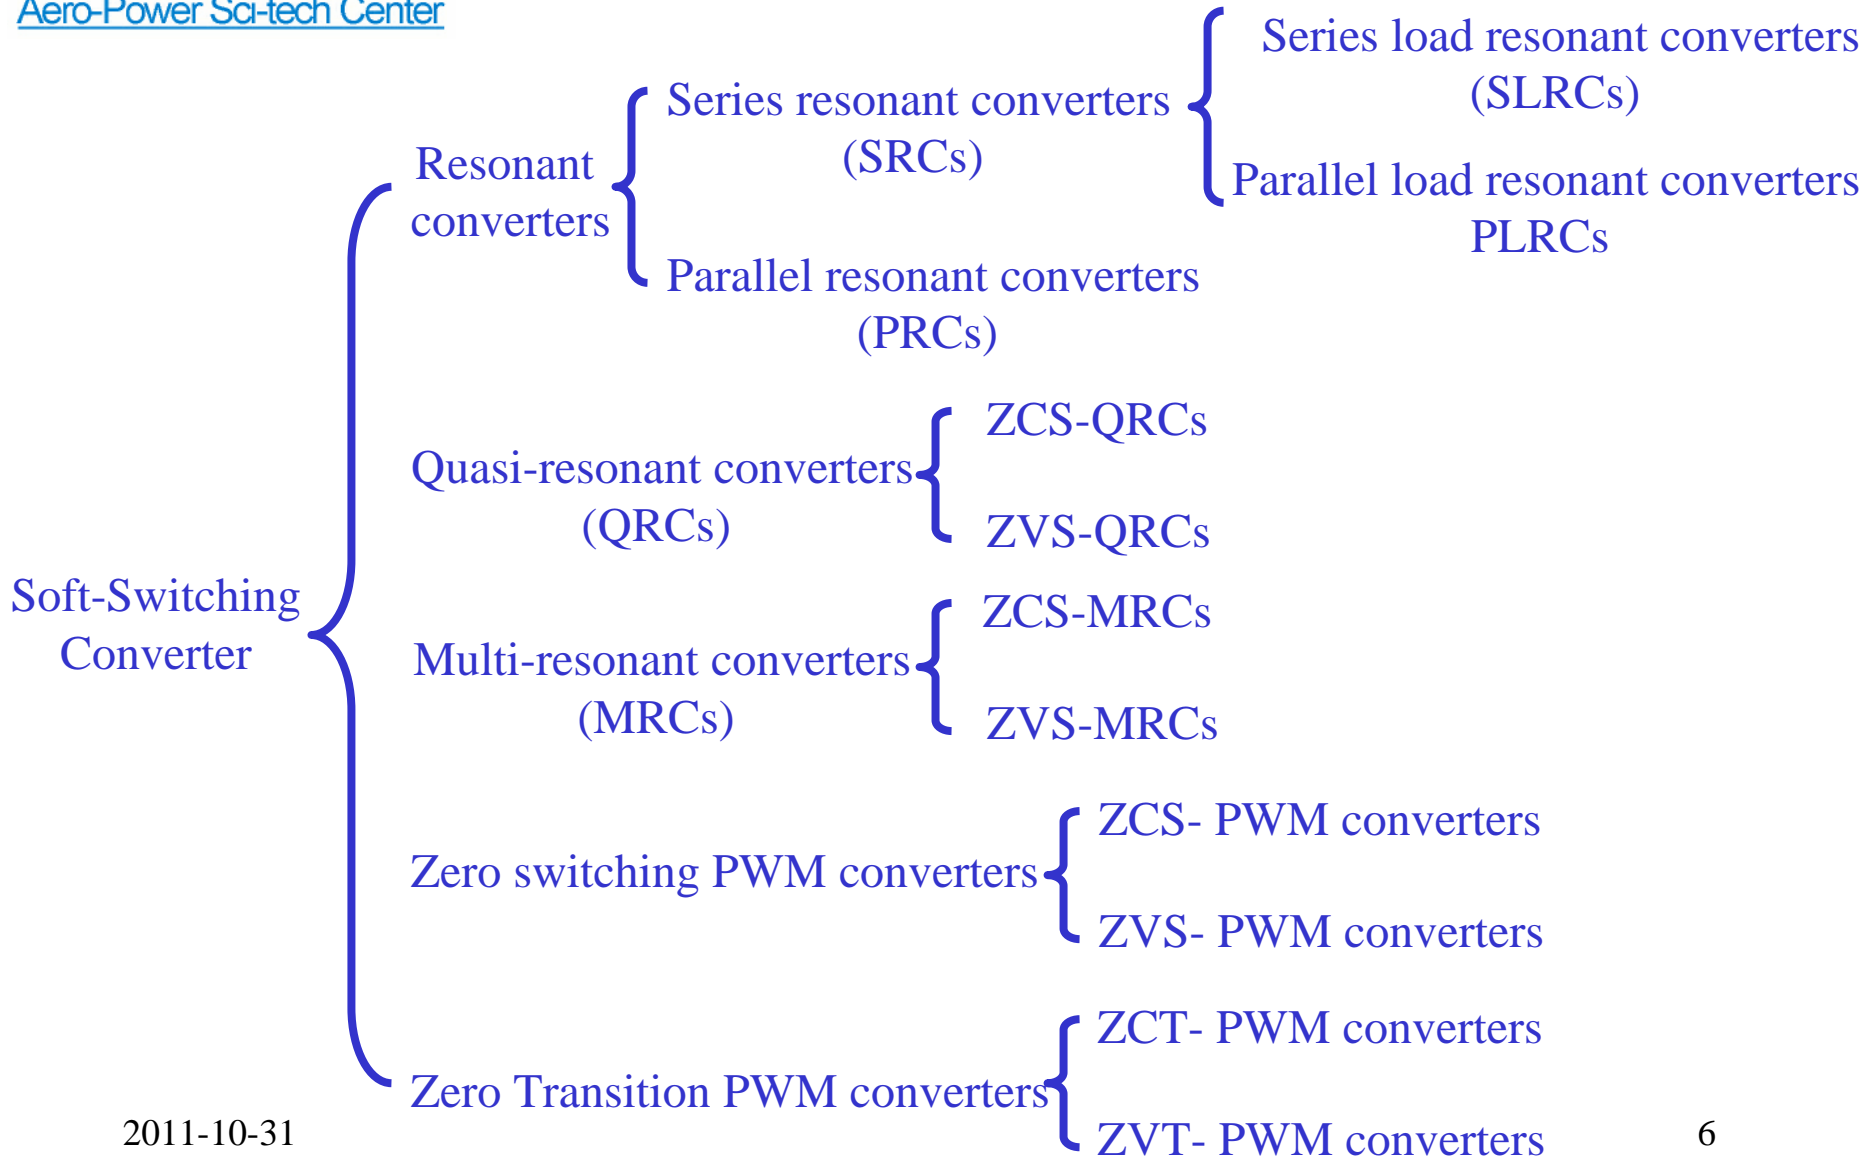 Aero-Power Sci-tech Center
Series load resonant converters
(SLRCs)
Series resonant converters
(SRCs)
Parallel load resonant converters
PLRCs
Resonant
converters
Parallel resonant converters
(PRCs)
ZCS-QRCs
Quasi-resonant converters
(QRCs)
ZVS-QRCs
Soft-Switching
Converter
ZCS-MRCs
Multi-resonant converters
(MRCs)
ZVS-MRCs
ZCS- PWM converters
Zero switching PWM converters
ZVS- PWM converters
ZCT- PWM converters
Zero Transition PWM converters
ZVT- PWM converters
2011-10-31
6